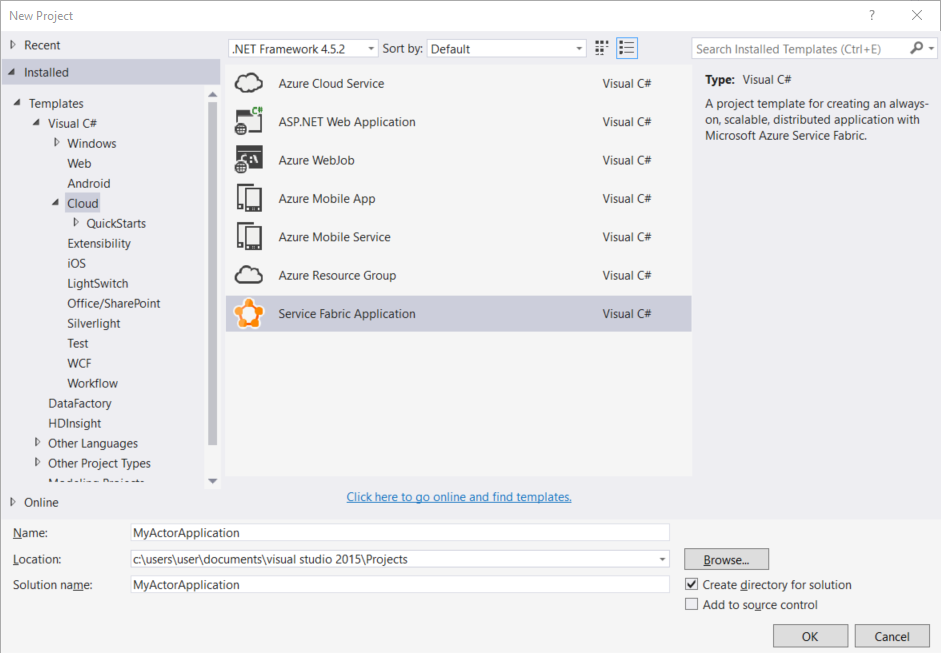 New Project
?
Recent
Installed
Templates
Visual C#
Windows
Web
Android
Cloud
QuickStarts
Extensibility
iOS
LightSwitch
Office/SharePoint
Silverlight
Test
WCF
Workflow
DataFactory
HDInsight
Other Languages
Other Project Types
Modeling Projects
Online
.NET Framework 4.5.2 Sort by: Default
Azure Cloud Service Visual C#
C#
ASP.NET Web Application Visual C#
C:\
Azure WebJob Visual C#
Azure Mobile App Visual C#
Azure Mobile Service Visual C#
Azure Resource Group Visual C#
Service Fabric Application Visual C#
Click here to go online and find templates.
Search Installed Templates (Ctrl+E)
Type: Visual C#
A project template for creating an always-
on, scalable, distributed application with
Microsoft Azure Service Fabric.
Name: MyActorApplication
Location: c:\users\user\documents\visual studio 2015\Projects
Browse...
Solution name: MyActorApplication
Create directory for solution
Add to source control
OK Cancel